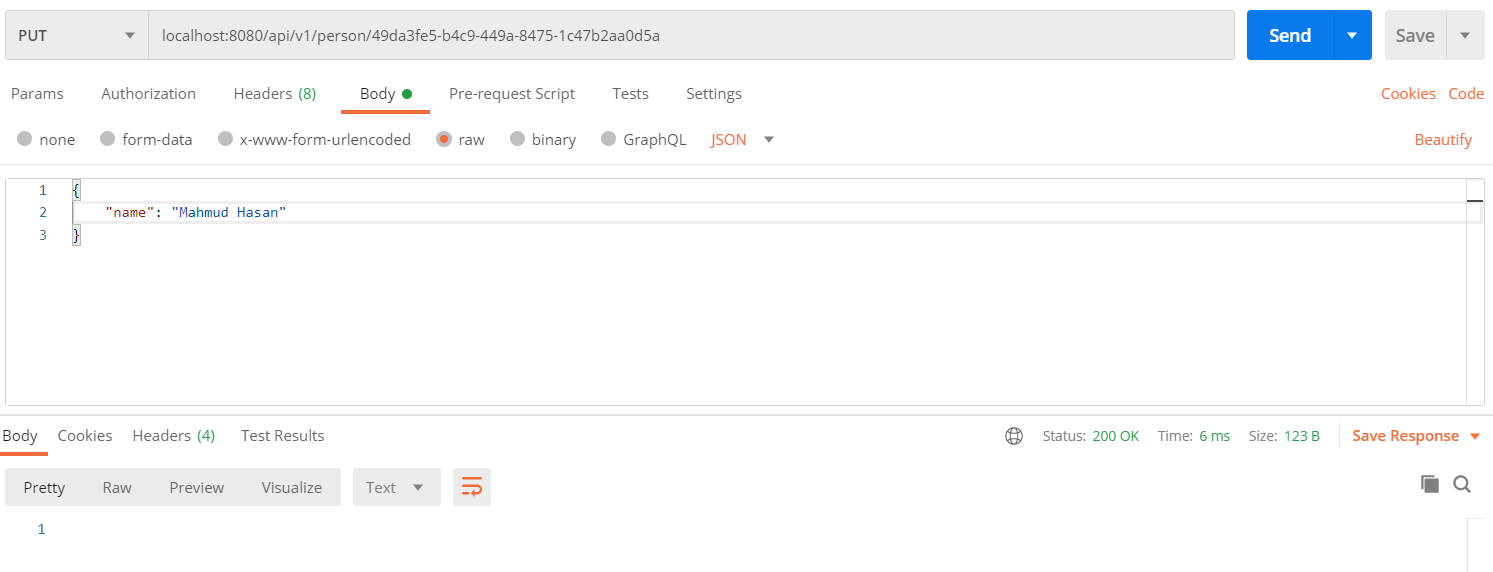 PUT localhost:8080/api/v1/person/49da3fe5-b4c9-449a-8475-1c47b2aa0d5a Send Save
Params Authorization Headers (8) Body Pre-request Script Tests Settings Cookies Code
none form-data x-www-form-urlencoded raw binary GraphQL JSON Beautify
1 {
2 "name": "Mahmud Hasan"
3 }
Body Cookies Headers (4) Test Results Status: 200 OK Time: 6 ms Size: 123 B Save Response
Pretty Raw Preview Visualize Text
1